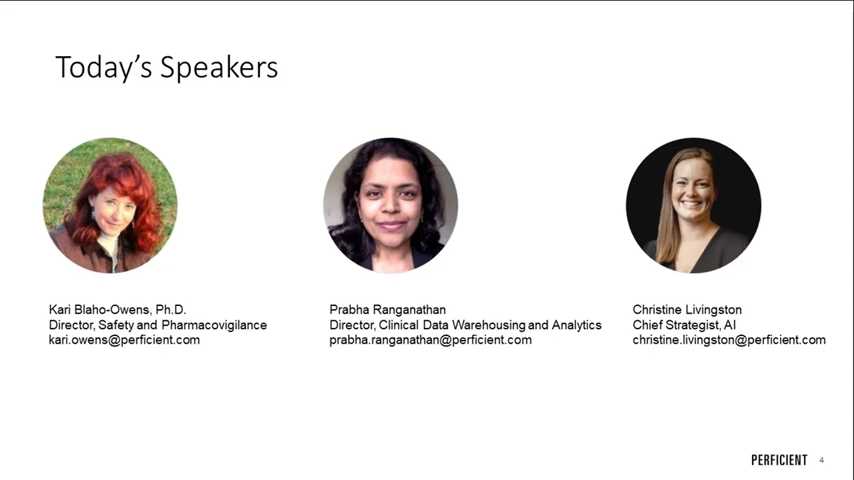 Today’s Speakers
Kari Blaho-Owens, Ph.D.
Director, Safety and Pharmacovigilance
kari.owens@perficient.com
Prabha Ranganathan
Director, Clinical Data Warehousing and Analytics
prabha.ranganathan@perficient.com
Christine Livingston
Chief Strategist, AI
christine.livingston@perficient.com
PERFICIENT 4